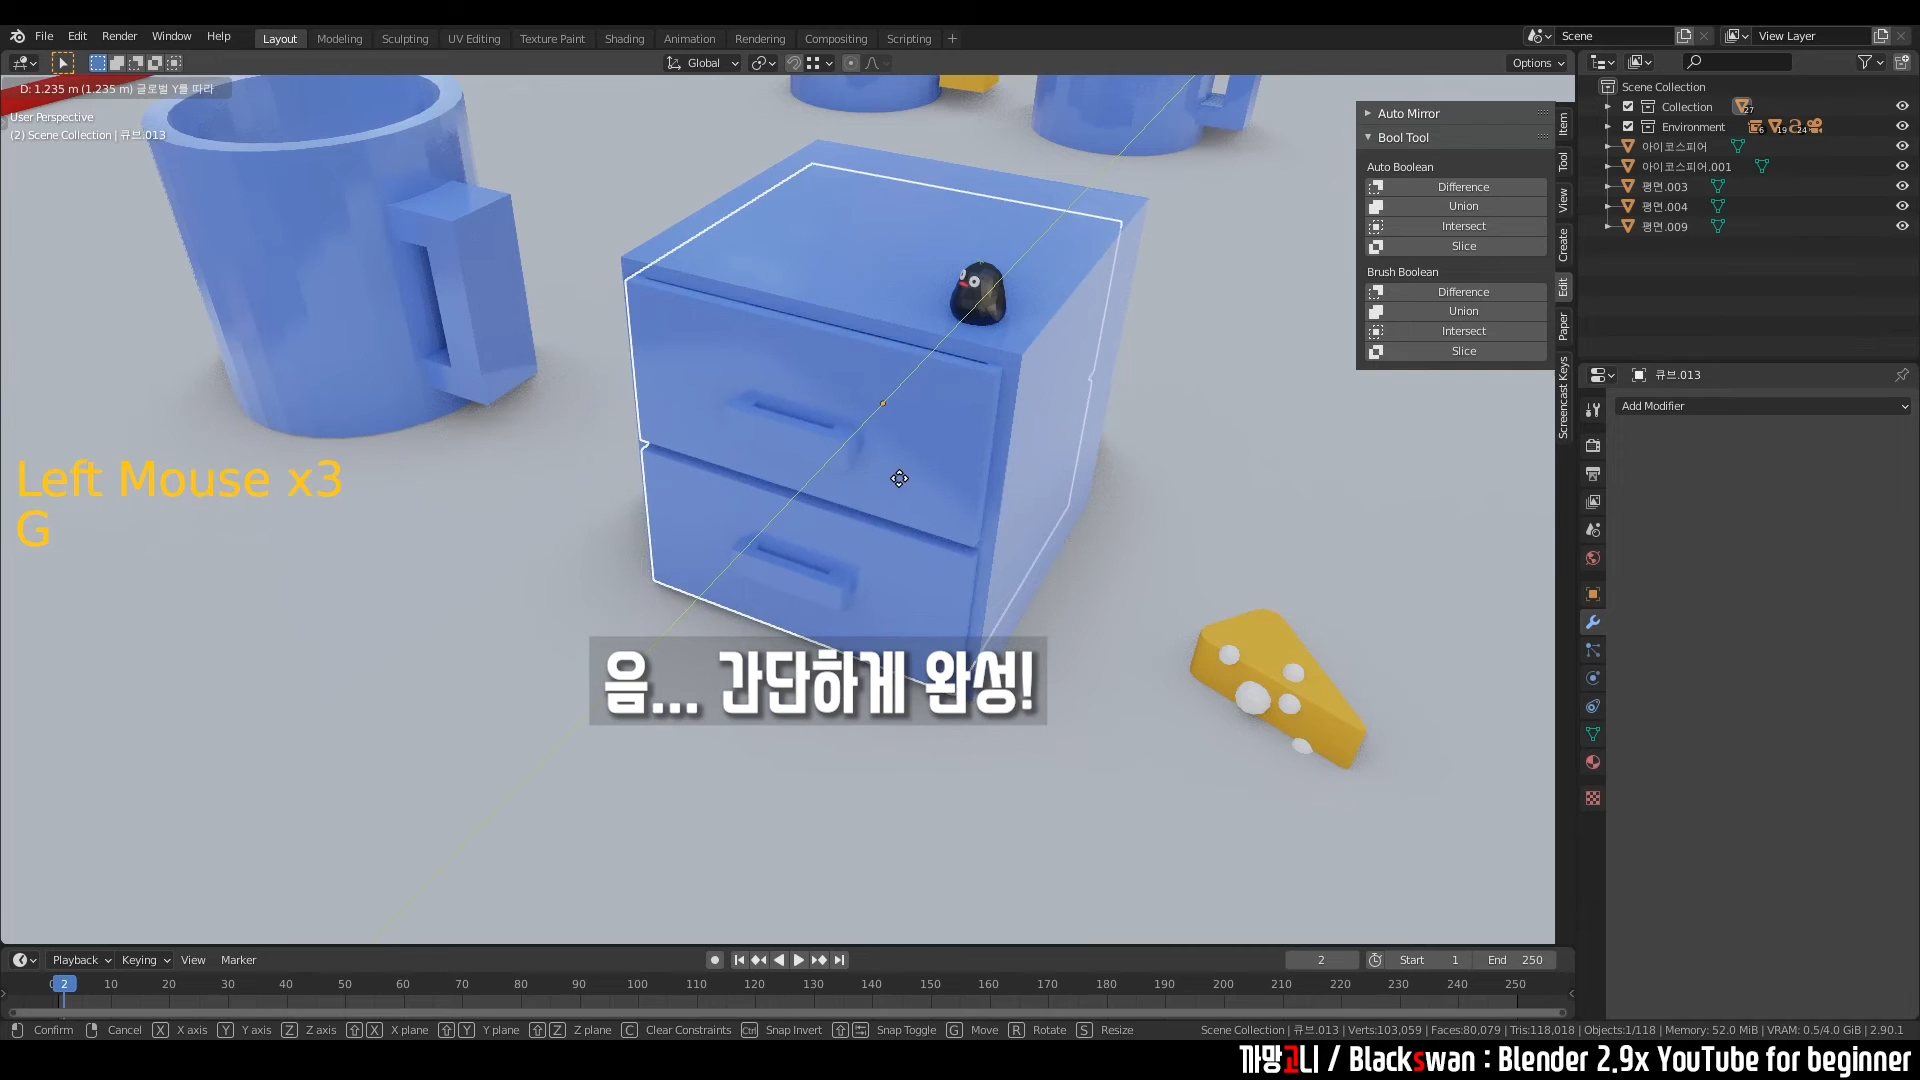 File Edit Render Window Help
Layout Modeling Sculpting UV Editing Texture Paint Shading Animation Rendering Compositing Scripting +
Scene
View Layer
Global
Options
D: 1.235 m (1.235 m) 글로벌 Y를 따라
User Perspective
(2) Scene Collection | 큐브.013
Auto Mirror
Bool Tool
Auto Boolean
Difference
Union
Intersect
Slice
Brush Boolean
Difference
Union
Intersect
Slice
Item
Tool
View
Create
Edit
Paper
Screencast Keys
Scene Collection
Collection 27
Environment 6 19 24
아이코스피어
아이코스피어.001
평면.003
평면.004
평면.009
큐브.013
Add Modifier
Left Mouse x3
G
음... 간단하게 완성!
Playback Keying View Marker
2 Start 1 End 250
0 2 10 20 30 40 50 60 70 80 90 100 110 120 130 140 150 160 170 180 190 200 210 220 230 240 250
Confirm Cancel X X axis Y Y axis Z Z axis X X plane Y Y plane Z Z plane C Clear Constraints Ctrl Snap Invert Snap Toggle G Move R Rotate S Resize
Scene Collection | 큐브.013 | Verts:103,059 | Faces:80,079 | Tris:118,018 | Objects:1/118 | Memory: 52.0 MiB | VRAM: 0.5/4.0 GiB | 2.90.1
까망고니 / Blackswan : Blender 2.9x YouTube for beginner